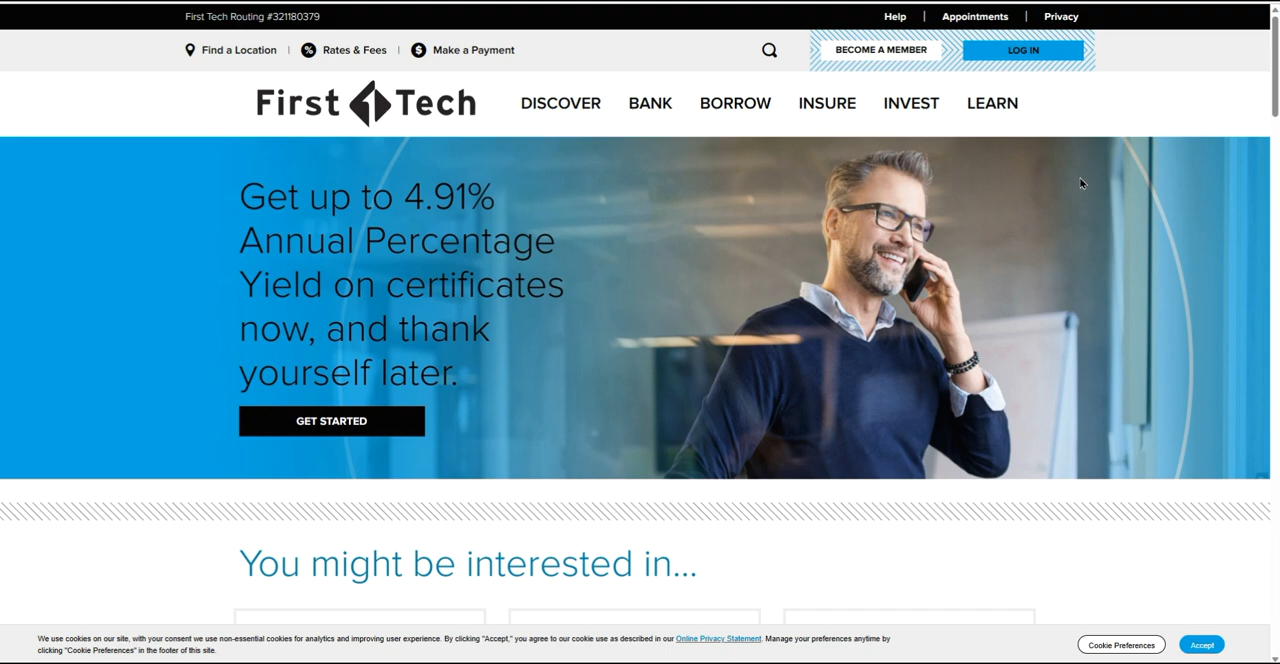 First Tech Routing #321180379
Help | Appointments | Privacy
Find a Location | % Rates & Fees | $ Make a Payment
BECOME A MEMBER
LOG IN
First Tech
DISCOVER BANK BORROW INSURE INVEST LEARN
Get up to 4.91%
Annual Percentage
Yield on certificates
now, and thank
yourself later.
GET STARTED
You might be interested in...
We use cookies on our site, with your consent we use non-essential cookies for analytics and improving user experience. By clicking "Accept," you agree to our cookie use as described in our Online Privacy Statement. Manage your preferences anytime by
clicking "Cookie Preferences" in the footer of this site.
Cookie Preferences
Accept